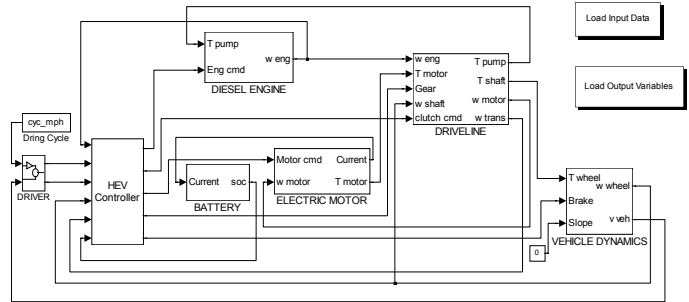 Load Input Data
Load Output Variables
T pump
Eng cmd
w eng
DIESEL ENGINE
w eng
T motor
Gear
w shaft
clutch cmd
T pump
T shaft
w motor
w trans
DRIVELINE
cyc_mph
Dring Cycle
DRIVER
HEV
Controller
Current
soc
BATTERY
Motor cmd
w motor
Current
T motor
ELECTRIC MOTOR
T wheel
Brake
Slope
w wheel
v veh
VEHICLE DYNAMICS
0